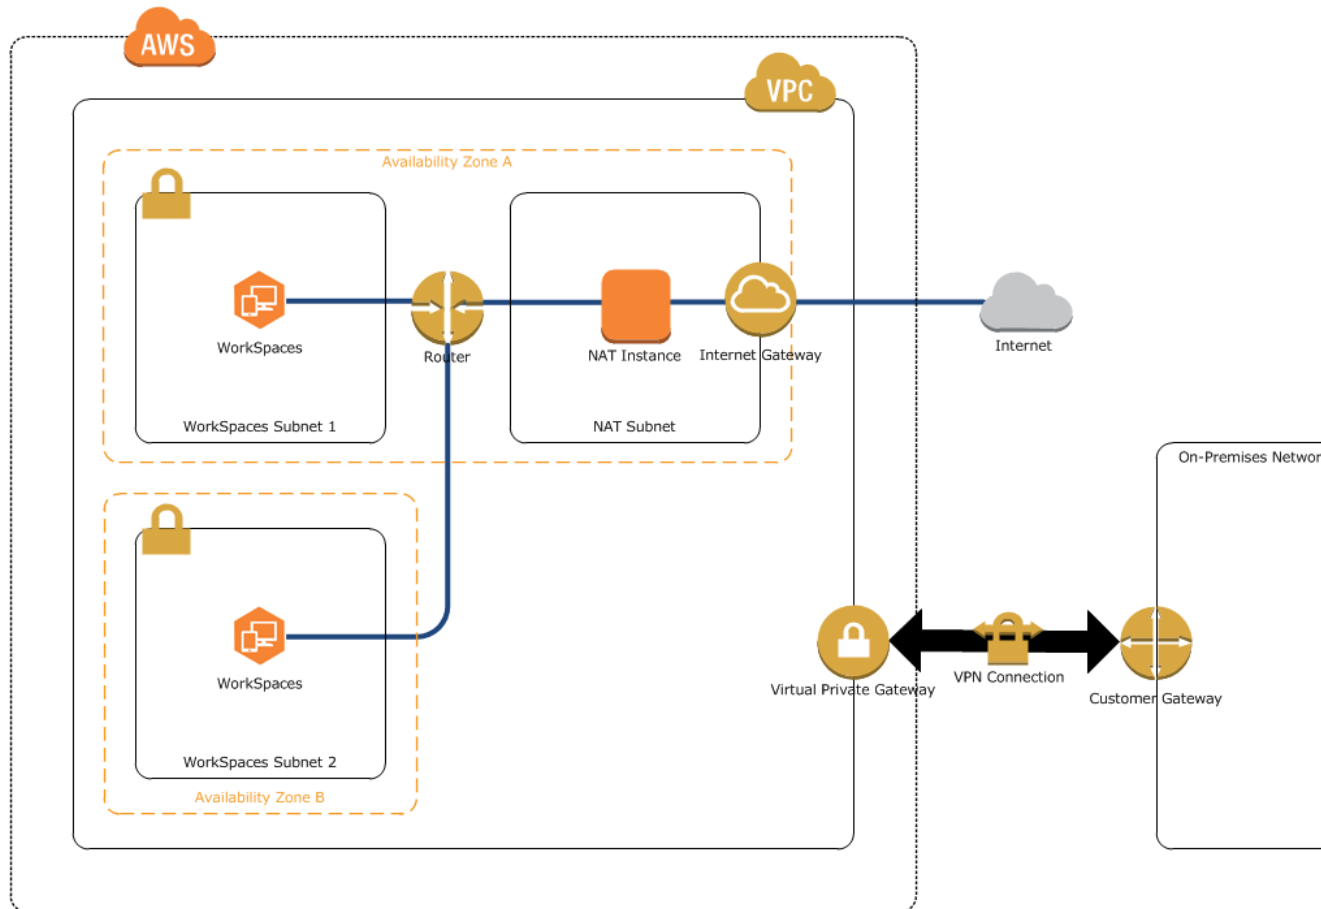 AWS
VPC
Availability Zone A
WorkSpaces
Router
NAT Instance
Internet Gateway
Internet
WorkSpaces Subnet 1
NAT Subnet
On-Premises Networ
WorkSpaces
Virtual Private Gateway
VPN Connection
Customer Gateway
WorkSpaces Subnet 2
Availability Zone B